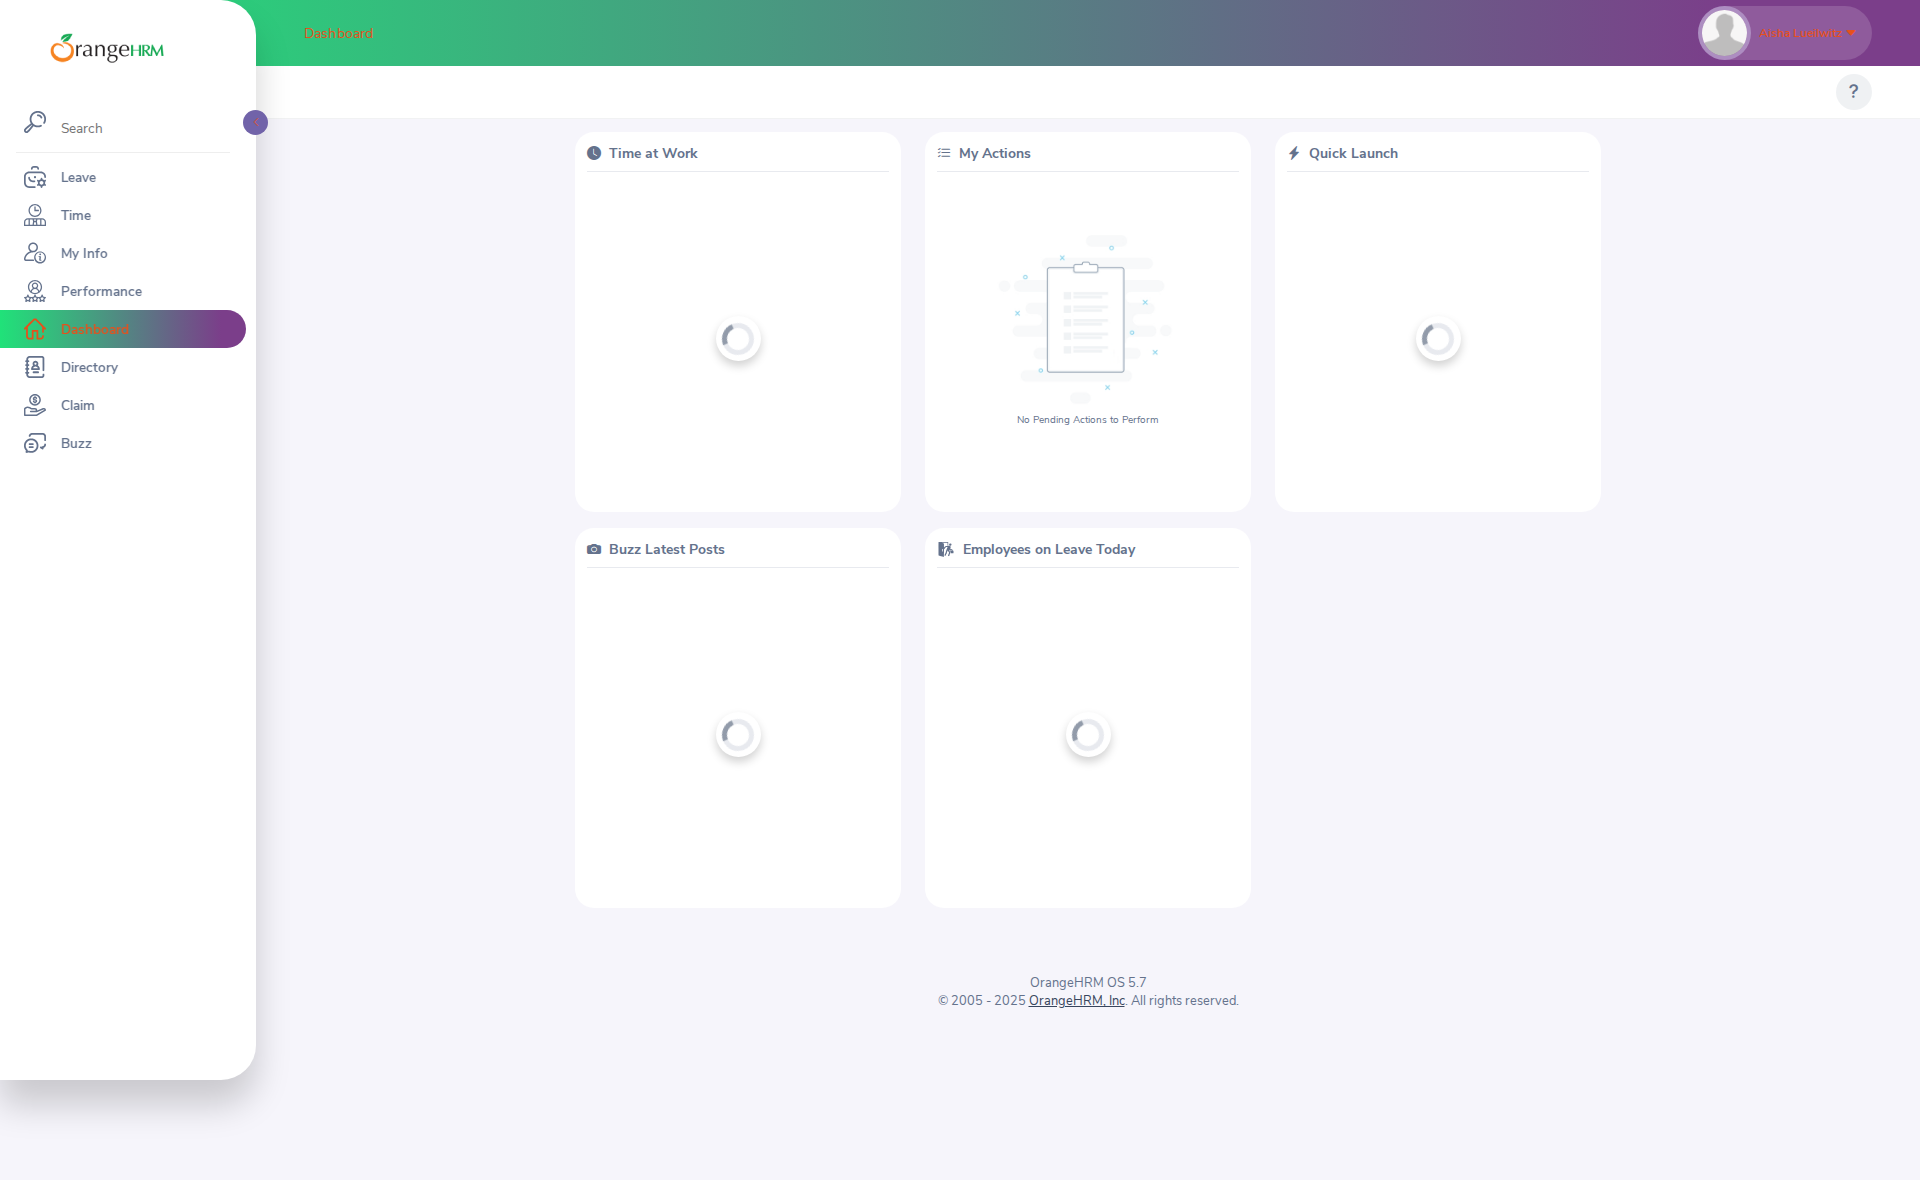 OrangeHRM
Dashboard
?
Search
Leave
Time
My Info
Performance
Dashboard
Directory
Claim
Buzz
Time at Work
My Actions
No Pending Actions to Perform
Quick Launch
Buzz Latest Posts
Employees on Leave Today
OrangeHRM OS 5.7
© 2005 - 2025 OrangeHRM, Inc. All rights reserved.